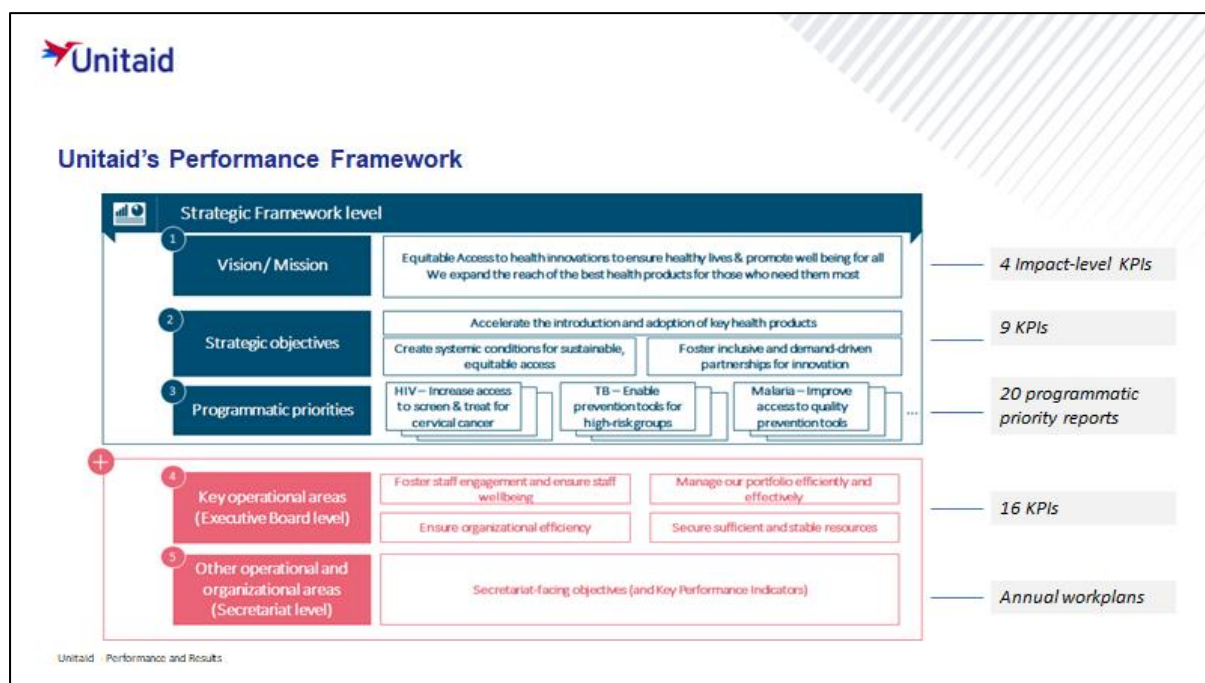 Unitaid
Unitaid's Performance Framework
Strategic Framework level
1
Vision / Mission
Equitable Access to health innovations to ensure healthy lives & promote well being for all
We expand the reach of the best health products for those who need them most
4 Impact-level KPIs
2
Strategic objectives
Accelerate the introduction and adoption of key health products
Create systemic conditions for sustainable,
equitable access
Foster inclusive and demand-driven
partnerships for innovation
9 KPIs
3
Programmatic priorities
HIV – Increase access
to screen & treat for
cervical cancer
TB – Enable
prevention tools for
high-risk groups
Malaria – Improve
access to quality
prevention tools
...
20 programmatic
priority reports
+
4
Key operational areas
(Executive Board level)
Foster staff engagement and ensure staff
wellbeing
Manage our portfolio efficiently and
effectively
Ensure organizational efficiency
Secure sufficient and stable resources
16 KPIs
5
Other operational and
organizational areas
(Secretariat level)
Secretariat-facing objectives (and Key Performance Indicators)
Annual workplans
Unitaid - Performance and Results